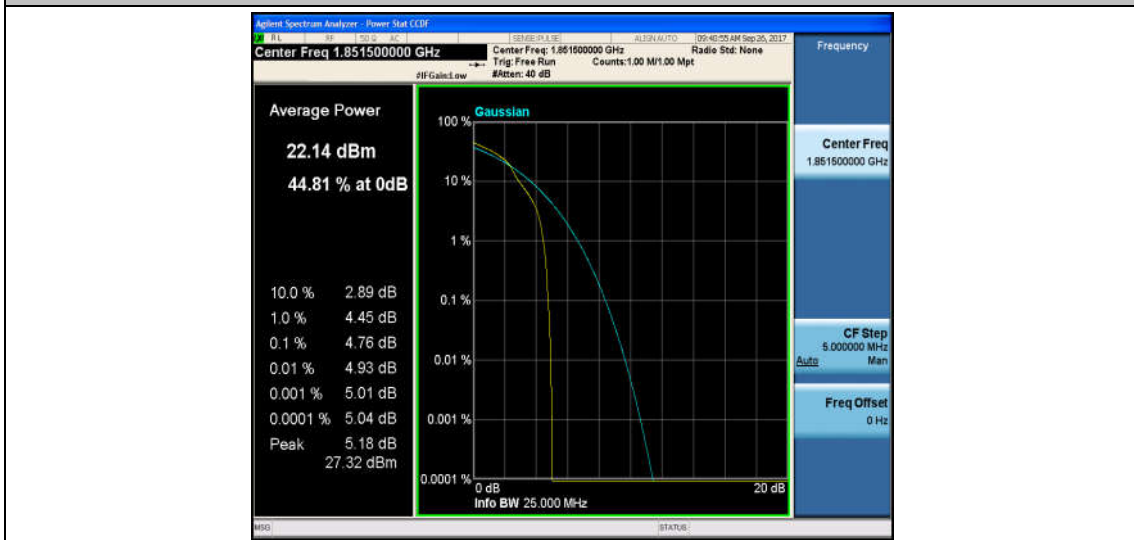 Agilent Spectrum Analyzer - Power Stat CCDF
RL RF 50 Ω AC SENSE:PULSE ALIGN AUTO 09:40:55 AM Sep 26, 2017
Center Freq 1.851500000 GHz
Center Freq: 1.851500000 GHz Radio Std: None
Trig: Free Run Counts:1.00 M/1.00 Mpt
#IFGain:Low #Atten: 40 dB
Frequency
Average Power
22.14 dBm
44.81 % at 0dB
10.0 % 2.89 dB
1.0 % 4.45 dB
0.1 % 4.76 dB
0.01 % 4.93 dB
0.001 % 5.01 dB
0.0001 % 5.04 dB
Peak 5.18 dB
27.32 dBm
Gaussian
100 %
10 %
1 %
0.1 %
0.01 %
0.001 %
0.0001 %
0 dB 20 dB
Info BW 25.000 MHz
Center Freq
1.851500000 GHz
CF Step
5.000000 MHz
Auto Man
Freq Offset
0 Hz
MSG STATUS